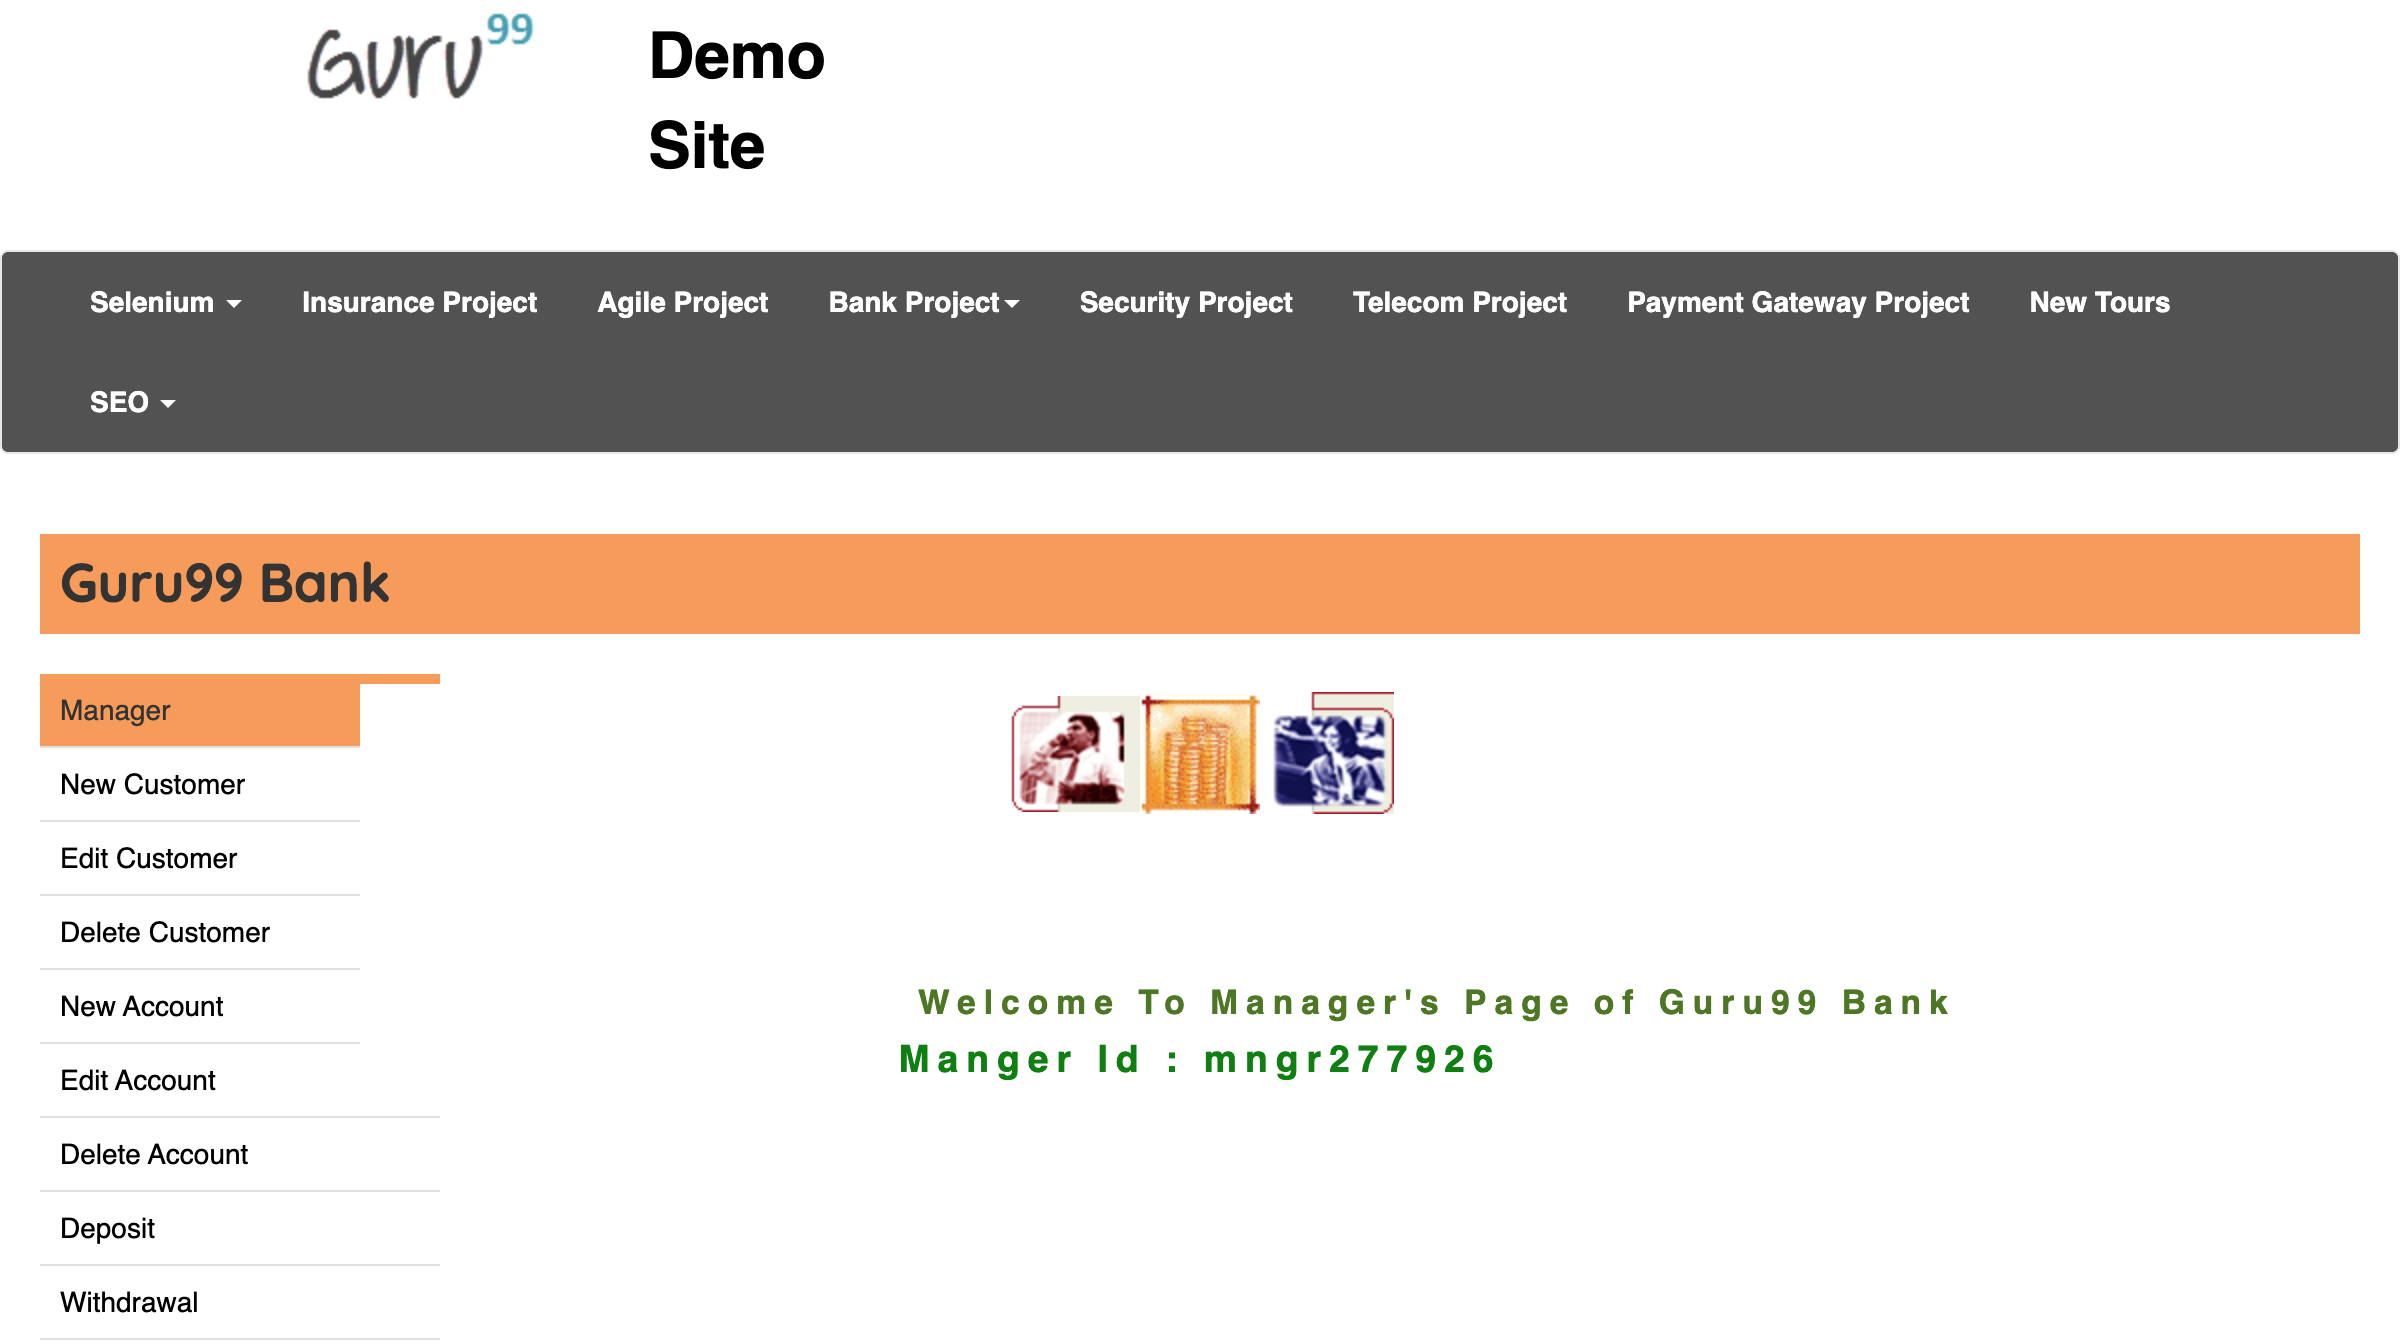 Guru99
Demo
Site
Selenium Insurance Project Agile Project Bank Project Security Project Telecom Project Payment Gateway Project New Tours
SEO
Guru99 Bank
Manager
New Customer
Edit Customer
Delete Customer
New Account
Edit Account
Delete Account
Deposit
Withdrawal
Welcome To Manager's Page of Guru99 Bank
Manger Id : mngr277926